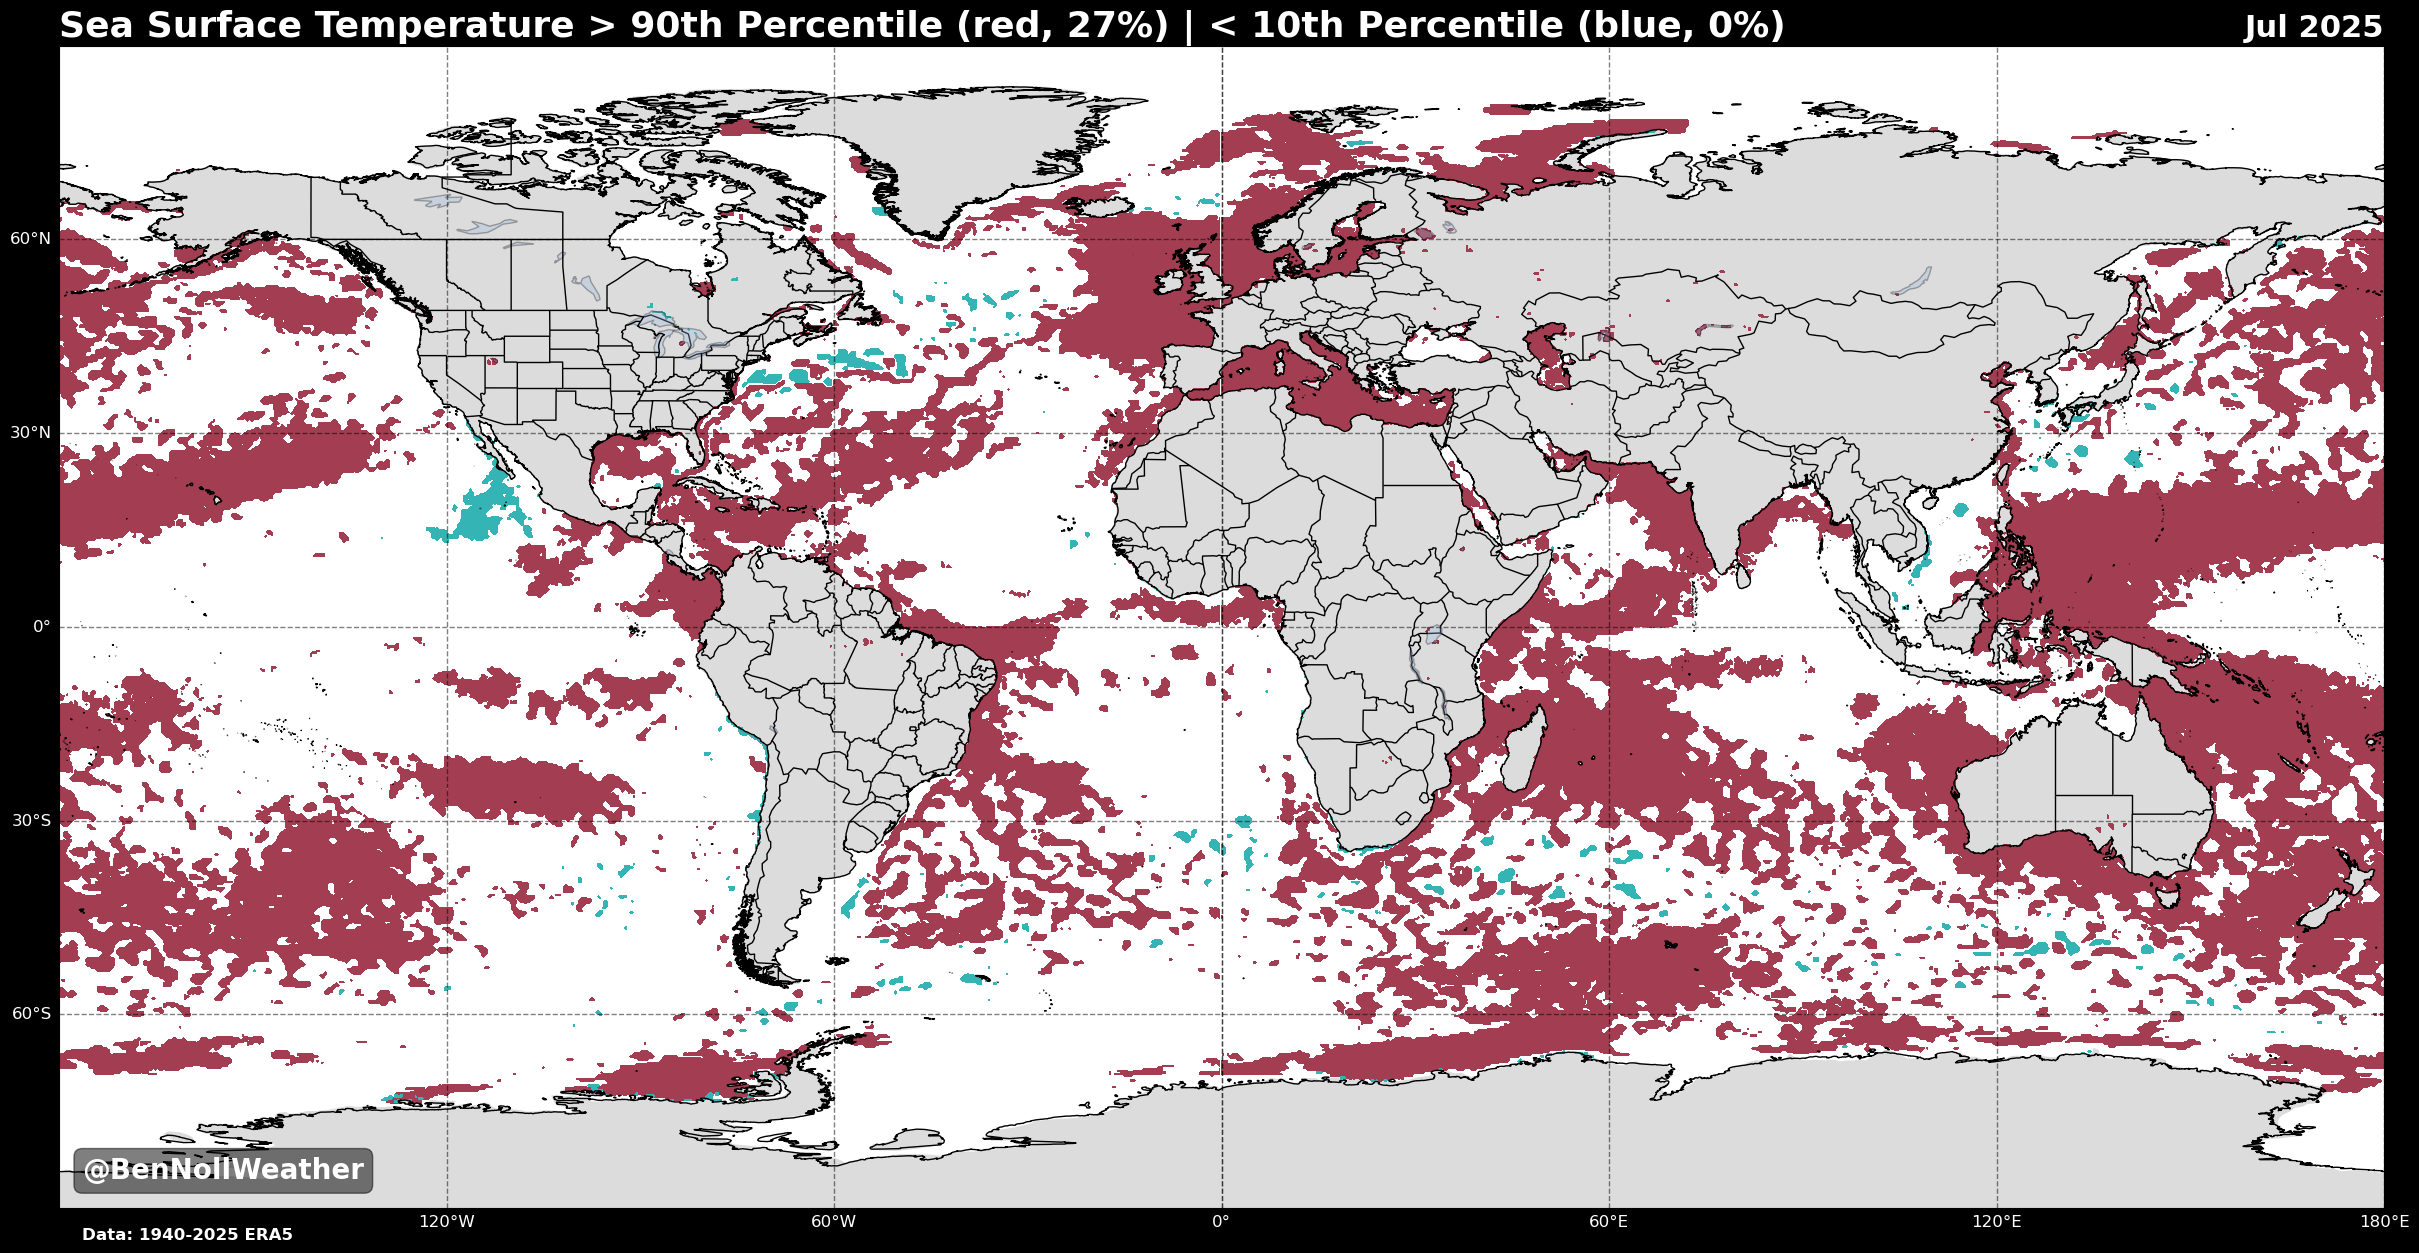 Sea Surface Temperature > 90th Percentile (red, 27%) | < 10th Percentile (blue, 0%)
Jul 2025
60°N
30°N
0°
30°S
60°S
@BenNollWeather
120°W
60°W
0°
60°E
120°E
180°E
Data: 1940-2025 ERA5